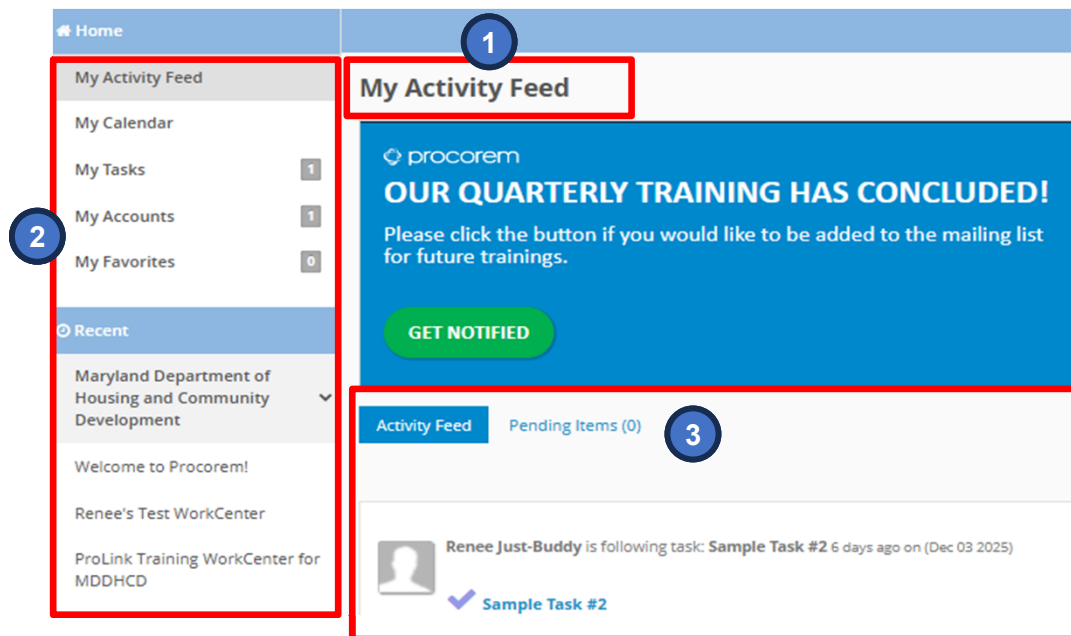 Home
1
My Activity Feed
My Activity Feed
My Calendar
My Tasks 1
My Accounts 1
My Favorites 0
2
Recent
Maryland Department of
Housing and Community
Development
Welcome to Procorem!
Renee's Test WorkCenter
ProLink Training WorkCenter for
MDDHCD
procorem
OUR QUARTERLY TRAINING HAS CONCLUDED!
Please click the button if you would like to be added to the mailing list
for future trainings.
GET NOTIFIED
Activity Feed Pending Items (0)
3
Renee Just-Buddy is following task: Sample Task #2 6 days ago on (Dec 03 2025)
Sample Task #2